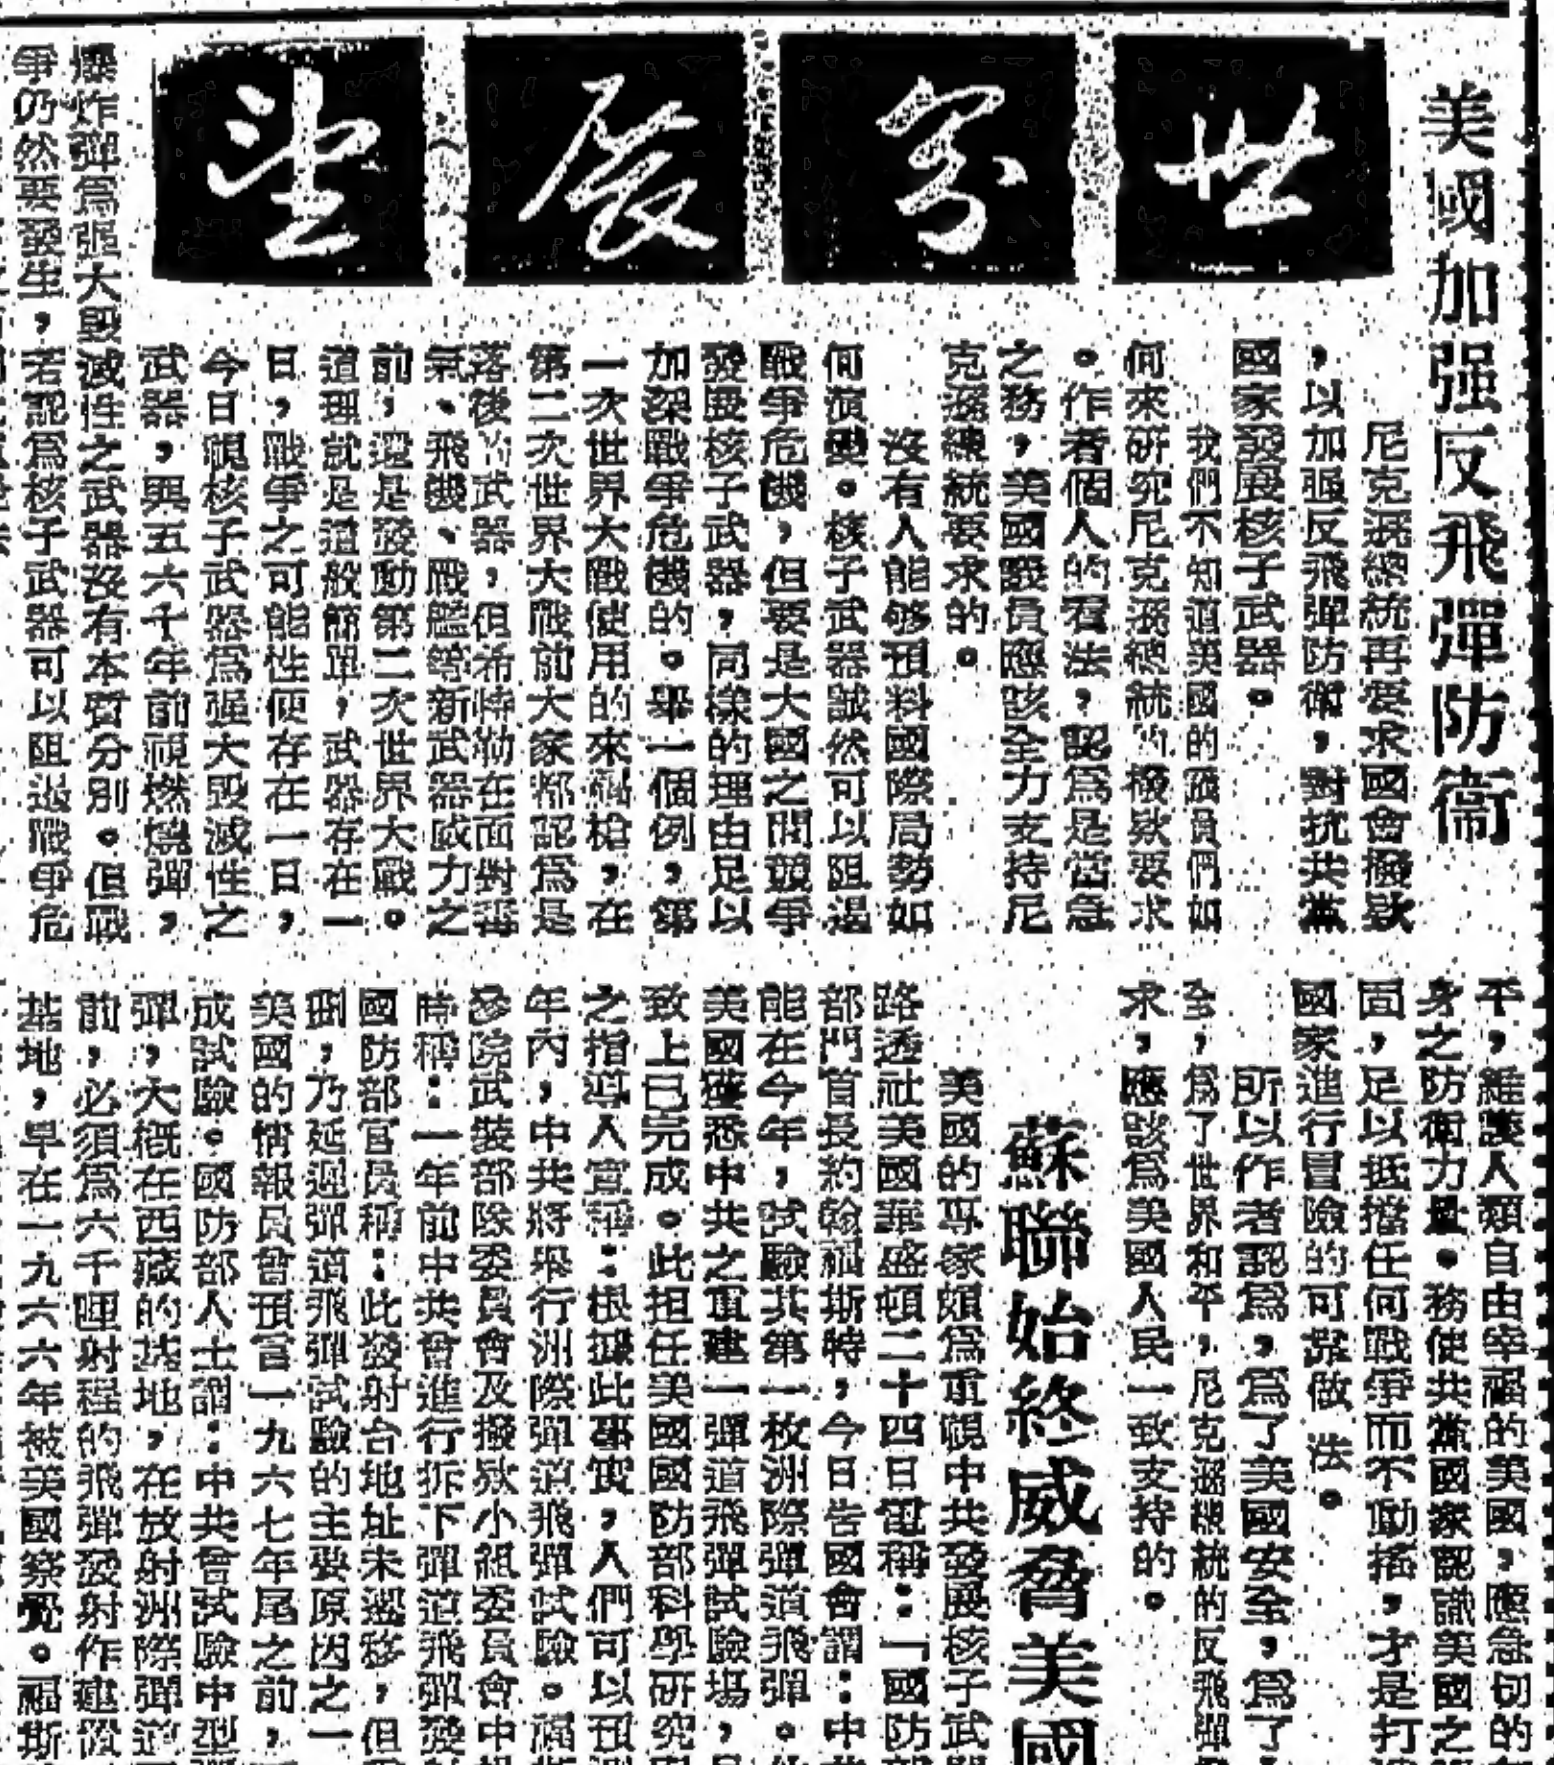 美國加强反飛彈防衞
世界展望
尼克遜總統再要求國會撥欵
，以加强反飛彈防衛，對抗共黨
國家發展核子武器。
我們不知道美國的議員們如
何來研究尼克遜總統的撥欵要求
。作者個人的看法，認爲是當急
之務，美國議員應該全力支持尼
克遜總統要求的。
沒有人能够預料國際局勢如
何演變。核子武器誠然可以阻遏
戰爭危機，但要是大國之間競爭
發展核子武器，同樣的理由足以
加深戰爭危機的。舉一個例，第
一次世界大戰使用的來福槍，在
第二次世界大戰前大家都認爲是
落後的武器，但希特勒在面對毒
氣、飛機、戰艦等新武器威力之
前，還是發動第二次世界大戰。
道理就是這般簡單，武器存在一
日，戰爭之可能性便存在一日，
今日視核子武器爲强大毀滅性之
武器，與五六千年前視燃燒彈，
爆炸彈爲强大毀滅性之武器沒有本質分別。但戰
爭仍然要發生，若認爲核子武器可以阻遏戰爭危
平，維護人類自由幸福的美國，應急切的
身之防衛力量。務使共黨國家認識美國之
固，足以抵擋任何戰爭而不動搖，才是打
國家進行冒險的可靠做法。
所以作者認爲，爲了美國安全，爲了
全，爲了世界和平，尼克遜總統的反飛彈
求，應該爲美國人民一致支持的。
蘇聯始終威脅美國
美國的專家頗爲重視中共發展核子武
路透社美國華盛頓二十四日電稱：「國防部
部門首長約翰福斯特，今日告國會謂：中
能在今年，試驗其第一枚洲際彈道飛彈。
美國獲悉中共之重建一彈道飛彈試驗場，
致上已完成。此担任美國國防部科學研究
之指導人宣稱：根據此事實，人們可以預
年內，中共將舉行洲際彈道飛彈試驗。福
參院武裝部隊委員會及撥欵小組委員會中
時稱：一年前中共曾進行拆下彈道飛彈發
國防部官員稱：此發射台地址未遷移，但
劃，乃延遲彈道飛彈試驗的主要原因之一
美國的情報員曾預言一九六七年尾之前，
成試驗。國防部人士謂：中共曾試驗中型
彈，大概在西藏的基地，在放射洲際彈道
前，必須爲六千哩射程的飛彈發射作建設
基地，早在一九六六年被美國察覺。福斯